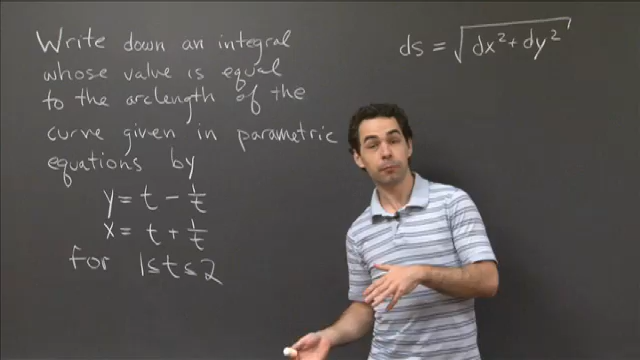 Write down an integral
whose value is equal
to the arclength of the
curve given in parametric
equations by
y = t - 1/t
x = t + 1/t
for 1 ≤ t ≤ 2
ds = √(dx² + dy²)